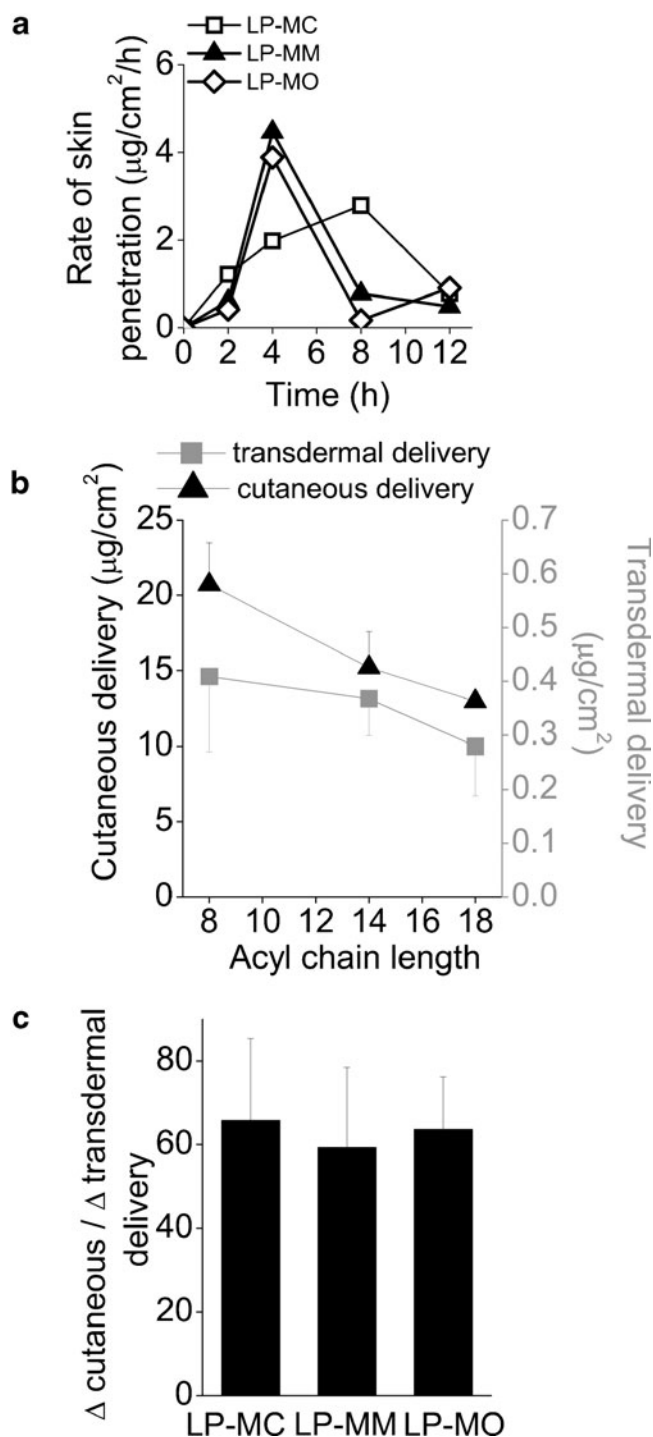 a
LP-MC
LP-MM
LP-MO
Rate of skin
penetration (μg/cm²/h)
6
4
2
0
0 2 4 6 8 10 12
Time (h)
transdermal delivery
cutaneous delivery
b
Cutaneous delivery (μg/cm²)
25
20
15
10
5
0
0.7
0.6
0.5
0.4
0.3
0.2
0.1
0.0
Transdermal delivery
(μg/cm²)
8 10 12 14 16 18
Acyl chain length
c
Δ cutaneous / Δ transdermal
delivery
80
60
40
20
0
LP-MC LP-MM LP-MO